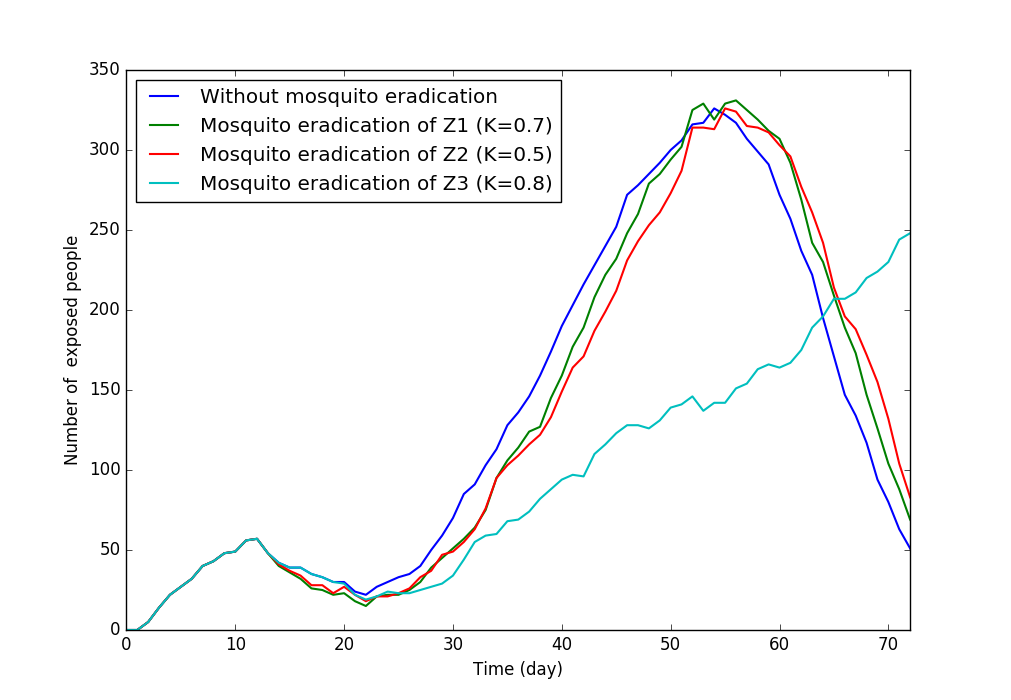 350
300
250
200
150
100
50
0
Number of  exposed people
Without mosquito eradication
Mosquito eradication of Z1 (K=0.7)
Mosquito eradication of Z2 (K=0.5)
Mosquito eradication of Z3 (K=0.8)
0 10 20 30 40 50 60 70
Time (day)